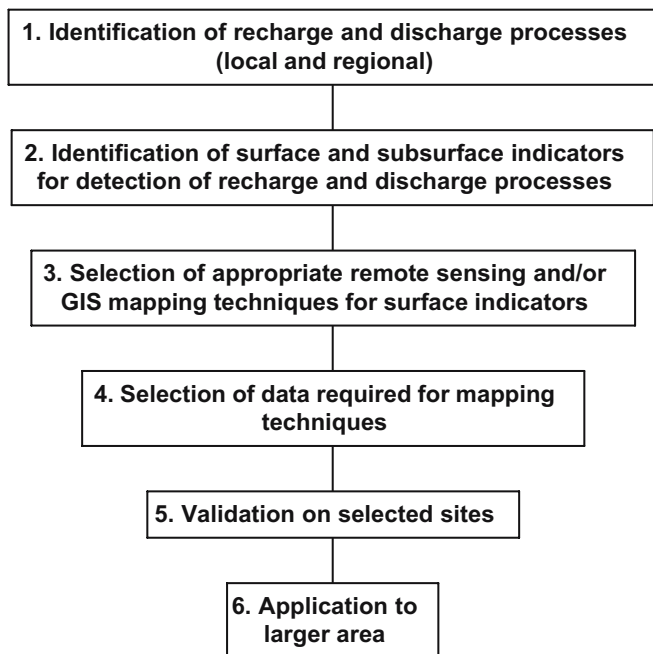 1. Identification of recharge and discharge processes
(local and regional)
2. Identification of surface and subsurface indicators
for detection of recharge and discharge processes
3. Selection of appropriate remote sensing and/or
GIS mapping techniques for surface indicators
4. Selection of data required for mapping
techniques
5. Validation on selected sites
6. Application to
larger area